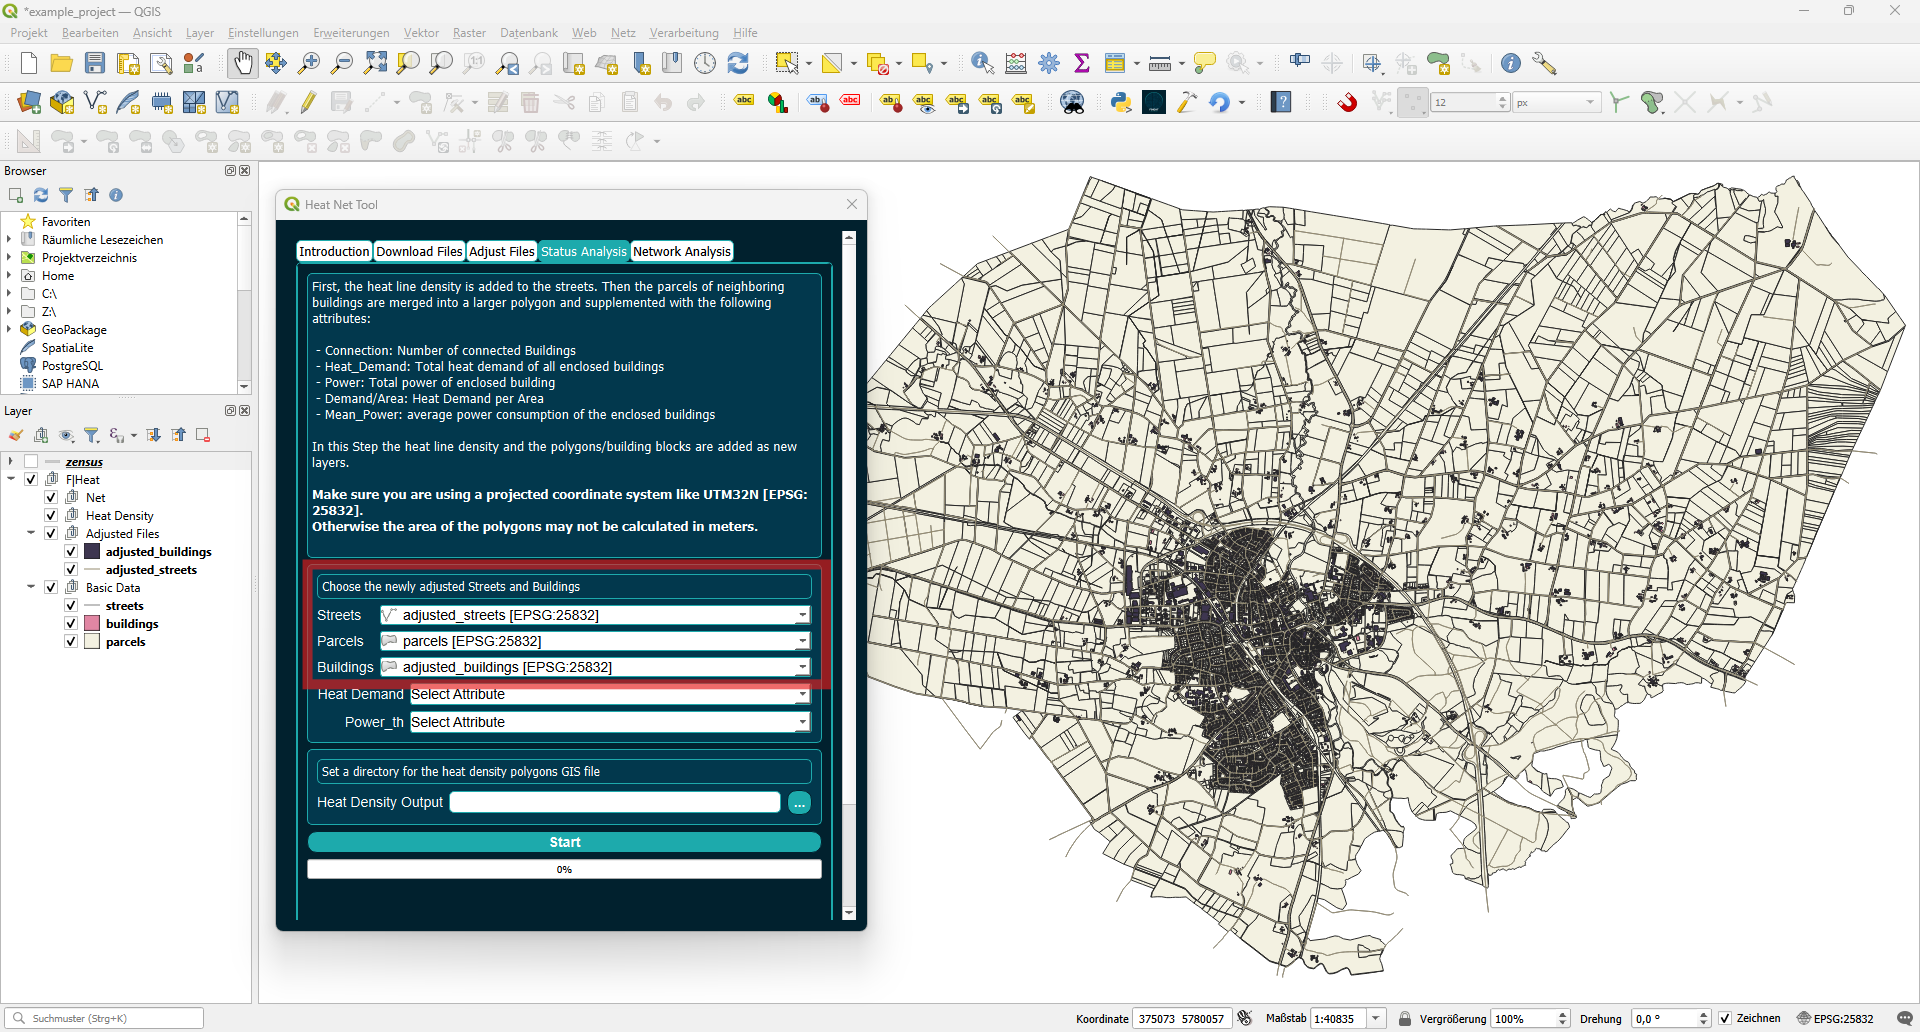 *example_project — QGIS
Projekt Bearbeiten Ansicht Layer Einstellungen Erweiterungen Vektor Raster Datenbank Web Netz Verarbeitung Hilfe
12 px
Browser
Favoriten
Räumliche Lesezeichen
Projektverzeichnis
Home
C:\
Z:\
GeoPackage
SpatiaLite
PostgreSQL
SAP HANA
Layer
zensus
F|Heat
Net
Heat Density
Adjusted Files
adjusted_buildings
adjusted_streets
Basic Data
streets
buildings
parcels
Heat Net Tool
Introduction Download Files Adjust Files Status Analysis Network Analysis
First, the heat line density is added to the streets. Then the parcels of neighboring
buildings are merged into a larger polygon and supplemented with the following
attributes:
- Connection: Number of connected Buildings
- Heat_Demand: Total heat demand of all enclosed buildings
- Power: Total power of enclosed building
- Demand/Area: Heat Demand per Area
- Mean_Power: average power consumption of the enclosed buildings
In this Step the heat line density and the polygons/building blocks are added as new
layers.
Make sure you are using a projected coordinate system like UTM32N [EPSG:
25832].
Otherwise the area of the polygons may not be calculated in meters.
Choose the newly adjusted Streets and Buildings
Streets adjusted_streets [EPSG:25832]
Parcels parcels [EPSG:25832]
Buildings adjusted_buildings [EPSG:25832]
Heat Demand Select Attribute
Power_th Select Attribute
Set a directory for the heat density polygons GIS file
Heat Density Output ...
Start
0%
Suchmuster (Strg+K)
Koordinate 375073 5780057 Maßstab 1:40835 Vergrößerung 100% Drehung 0,0 ° Zeichnen EPSG:25832